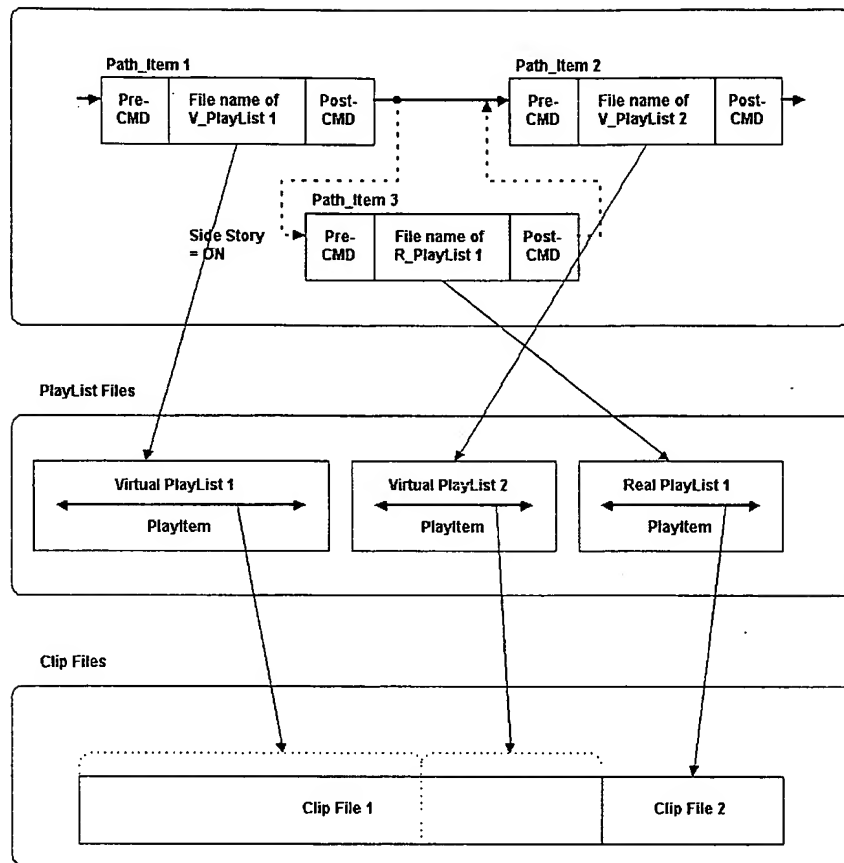 Path_Item 1
Path_Item 2
Pre-
CMD
File name of
V_PlayList 1
Post-
CMD
Pre-
CMD
File name of
V_PlayList 2
Post-
CMD
Path_Item 3
Side Story
= ON
Pre-
CMD
File name of
R_PlayList 1
Post-
CMD
PlayList Files
Virtual PlayList 1
PlayItem
Virtual PlayList 2
PlayItem
Real PlayList 1
PlayItem
Clip Files
Clip File 1
Clip File 2